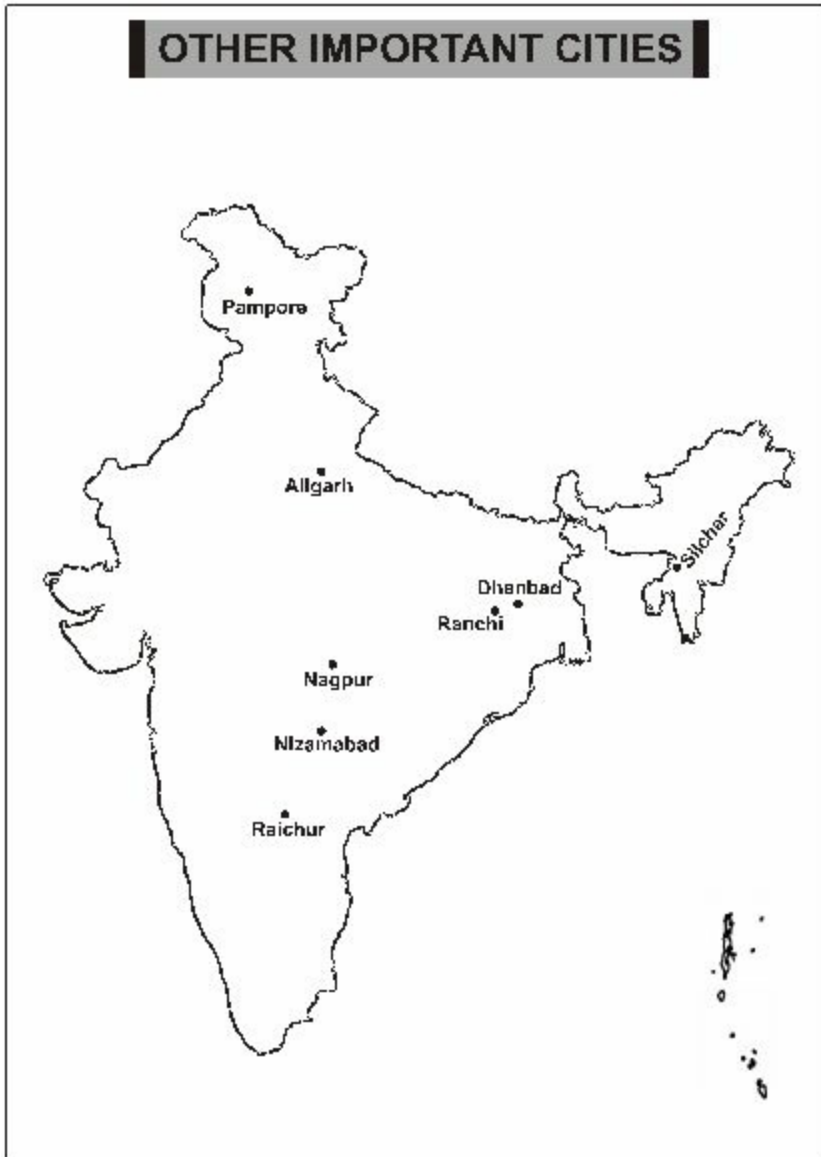 OTHER IMPORTANT CITIES
Pampore
Aligarh
Silchar
Dhanbad
Ranchi
Nagpur
Nizamabad
Raichur